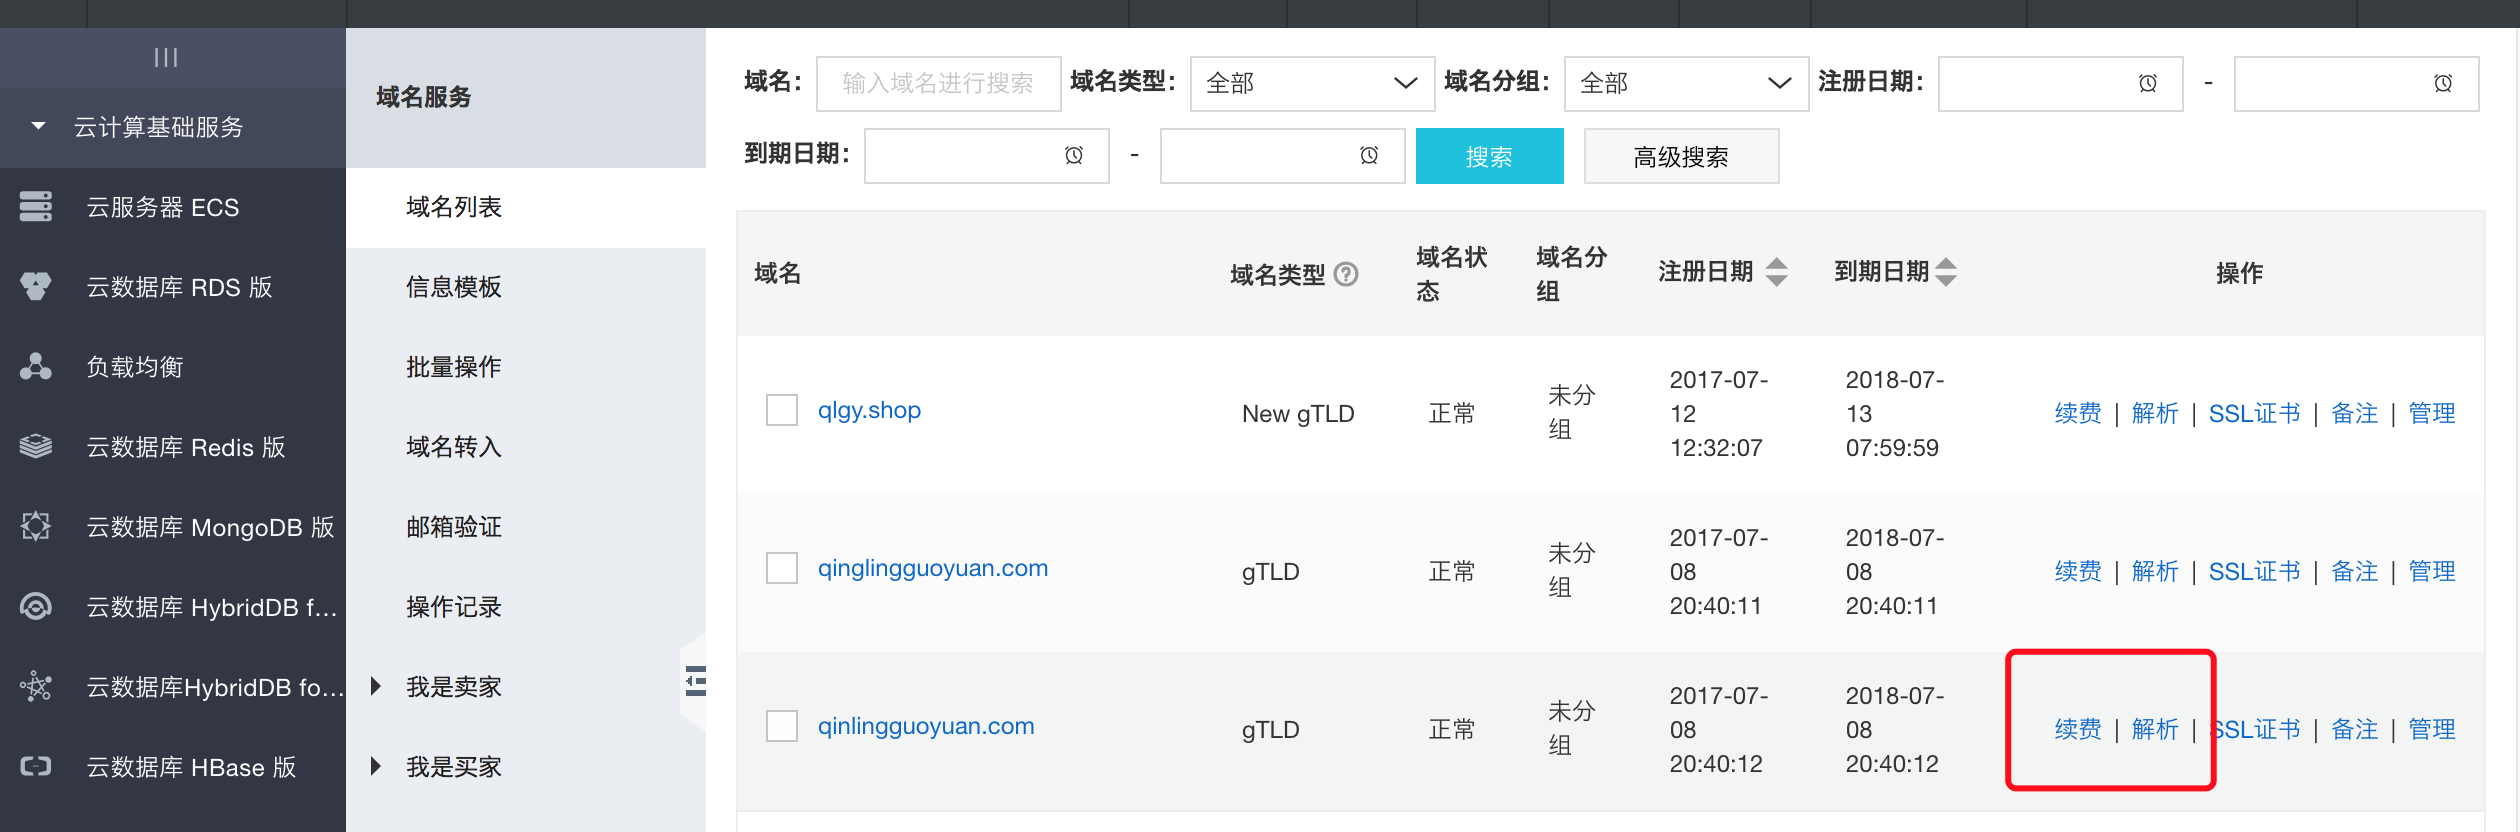 云计算基础服务
云服务器 ECS
云数据库 RDS 版
负载均衡
云数据库 Redis 版
云数据库 MongoDB 版
云数据库 HybridDB f...
云数据库HybridDB fo...
云数据库 HBase 版
域名服务
域名列表
信息模板
批量操作
域名转入
邮箱验证
操作记录
我是卖家
我是买家
域名： 输入域名进行搜索 域名类型： 全部 域名分组： 全部 注册日期： -
到期日期： - 搜索 高级搜索
域名 域名类型 ? 域名状态 域名分组 注册日期 到期日期 操作
qlgy.shop New gTLD 正常 未分组 2017-07-12 12:32:07 2018-07-13 07:59:59 续费 | 解析 | SSL证书 | 备注 | 管理
qinglingguoyuan.com gTLD 正常 未分组 2017-07-08 20:40:11 2018-07-08 20:40:11 续费 | 解析 | SSL证书 | 备注 | 管理
qinlingguoyuan.com gTLD 正常 未分组 2017-07-08 20:40:12 2018-07-08 20:40:12 续费 | 解析 | SSL证书 | 备注 | 管理